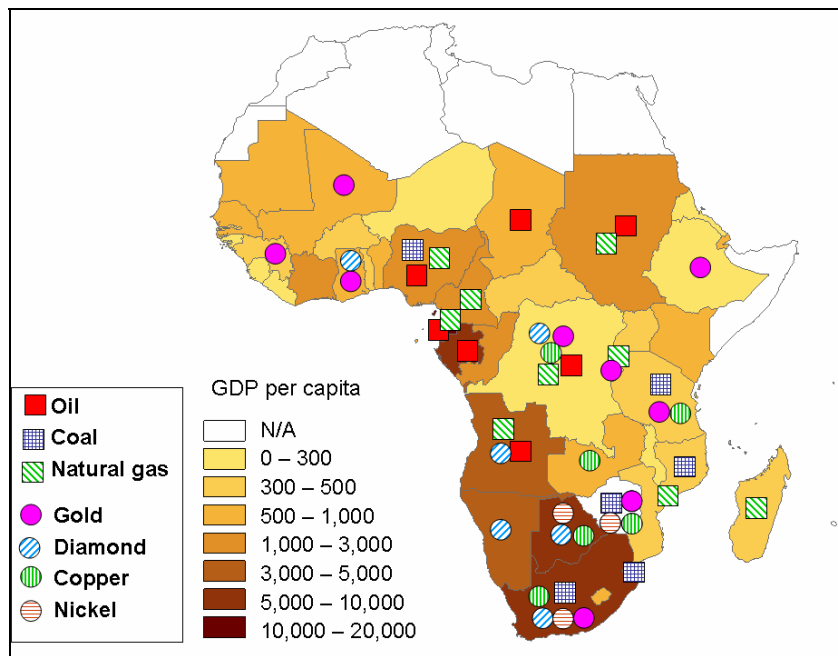 Oil
Coal
Natural gas
Gold
Diamond
Copper
Nickel
GDP per capita
N/A
0 – 300
300 – 500
500 – 1,000
1,000 – 3,000
3,000 – 5,000
5,000 – 10,000
10,000 – 20,000